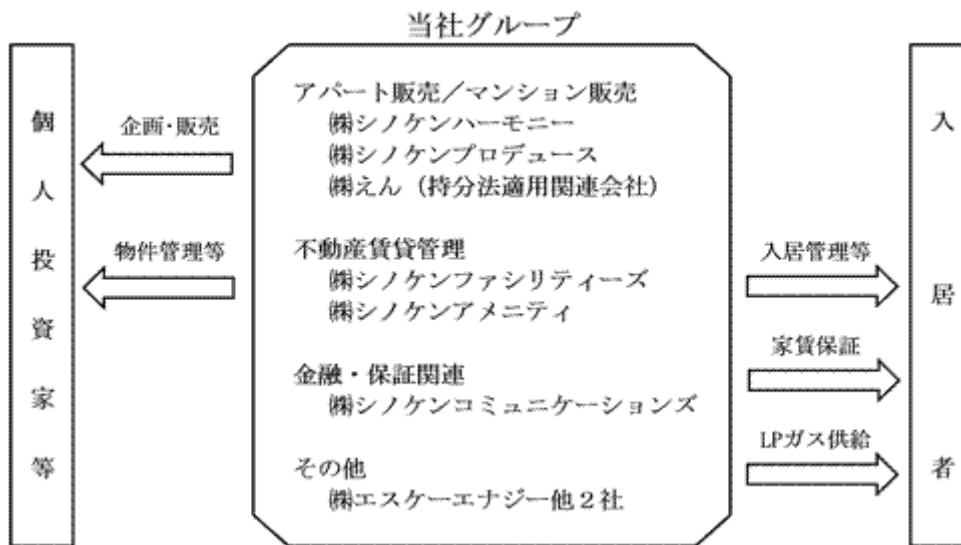 当社グループ
個人投資家等
企画・販売
物件管理等
アパート販売／マンション販売
㈱シノケンハーモニー
㈱シノケンプロデュース
㈱えん（持分法適用関連会社）
不動産賃貸管理
㈱シノケンファシリティーズ
㈱シノケンアメニティ
金融・保証関連
㈱シノケンコミュニケーションズ
その他
㈱エスケーエナジー他２社
入居管理等
家賃保証
LPガス供給
入居者